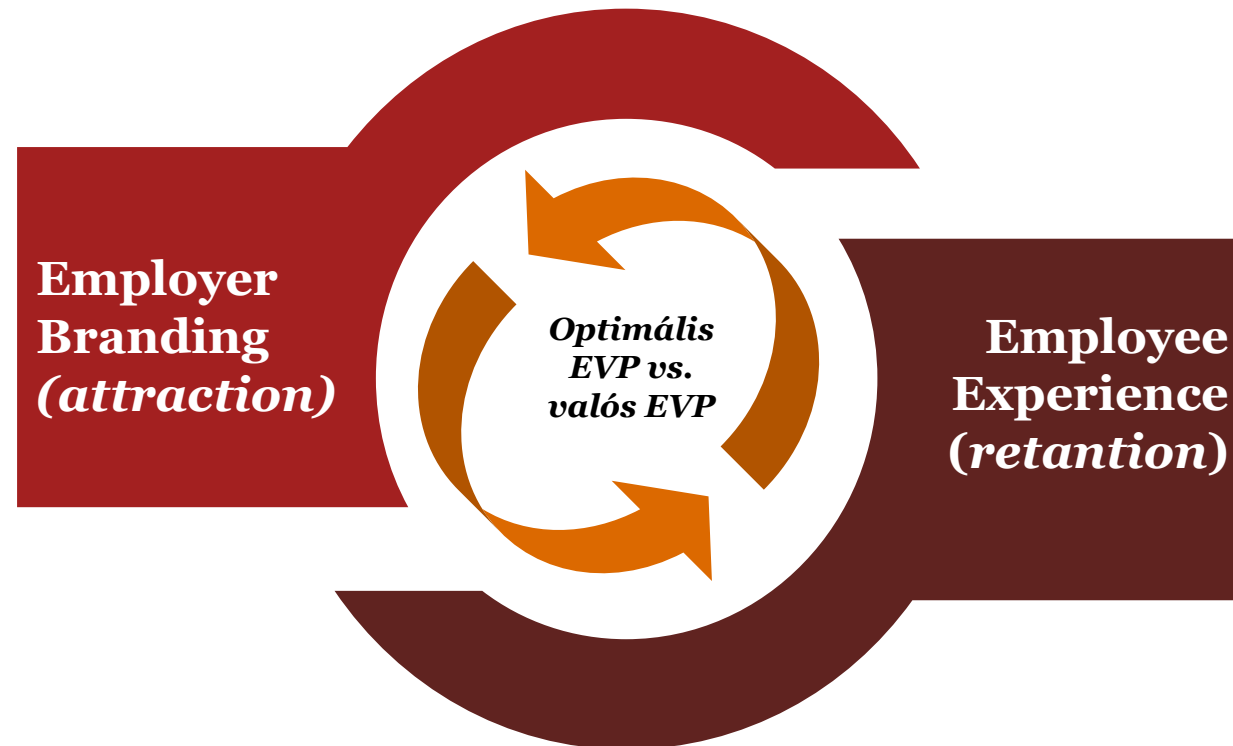 Employer
Branding
(attraction)
Optimális
EVP vs.
valós EVP
Employee
Experience
(retantion)